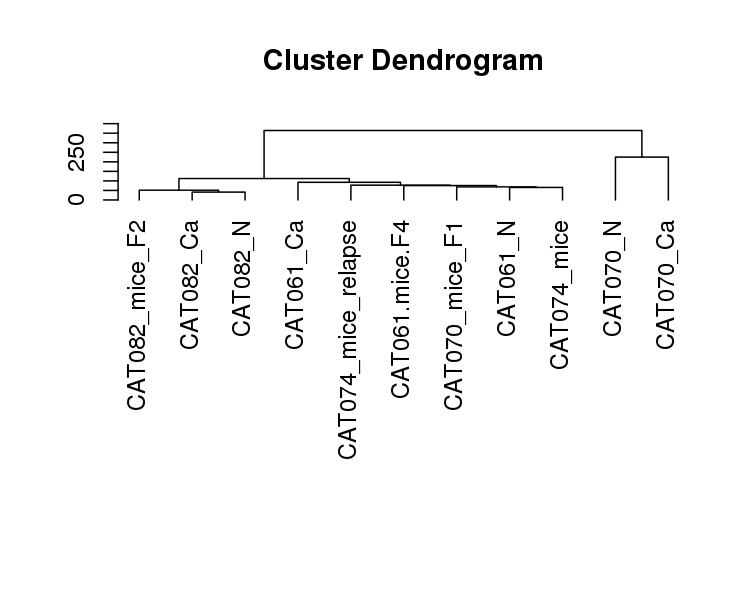 Cluster Dendrogram
250
0
CAT082_mice_F2
CAT082_Ca
CAT082_N
CAT061_Ca
CAT074_mice_relapse
CAT061.mice.F4
CAT070_mice_F1
CAT061_N
CAT074_mice
CAT070_N
CAT070_Ca